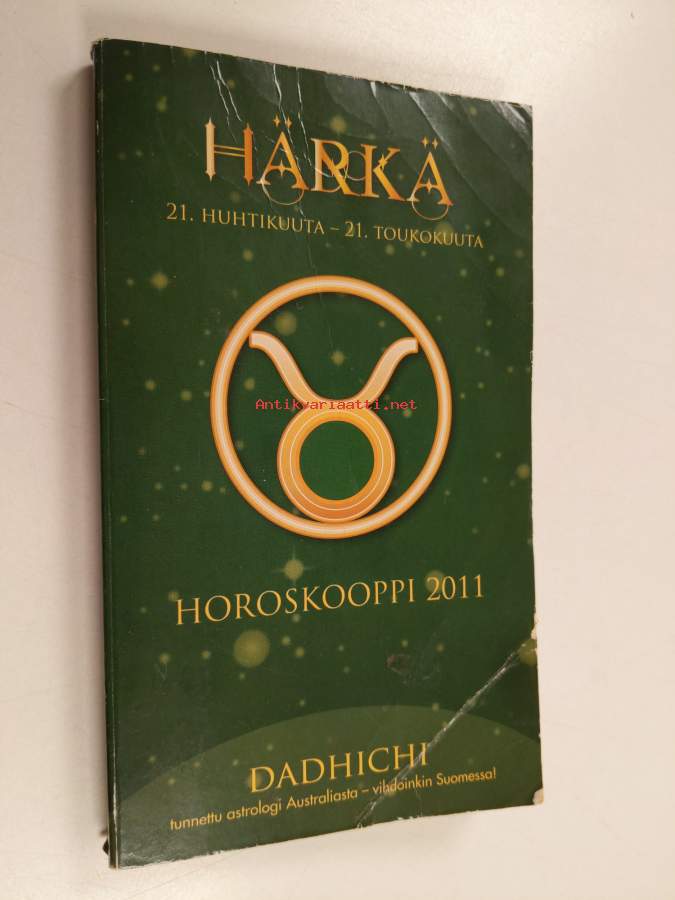 HÄRKÄ
21. HUHTIKUUTA – 21. TOUKOKUUTA
Antikvariaatti.net
HOROSKOOPPI 2011
DADHICHI
tunnettu astrologi Australiasta – vihdoinkin Suomessa!